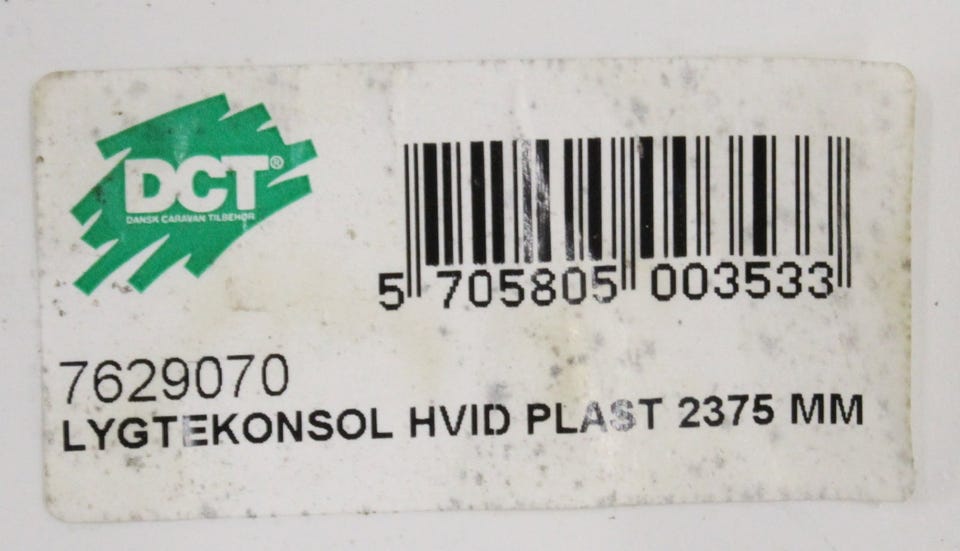 DCT®
DANSK CARAVAN TILBEHØR
5 705805 003533
7629070
LYGTEKONSOL HVID PLAST 2375 MM